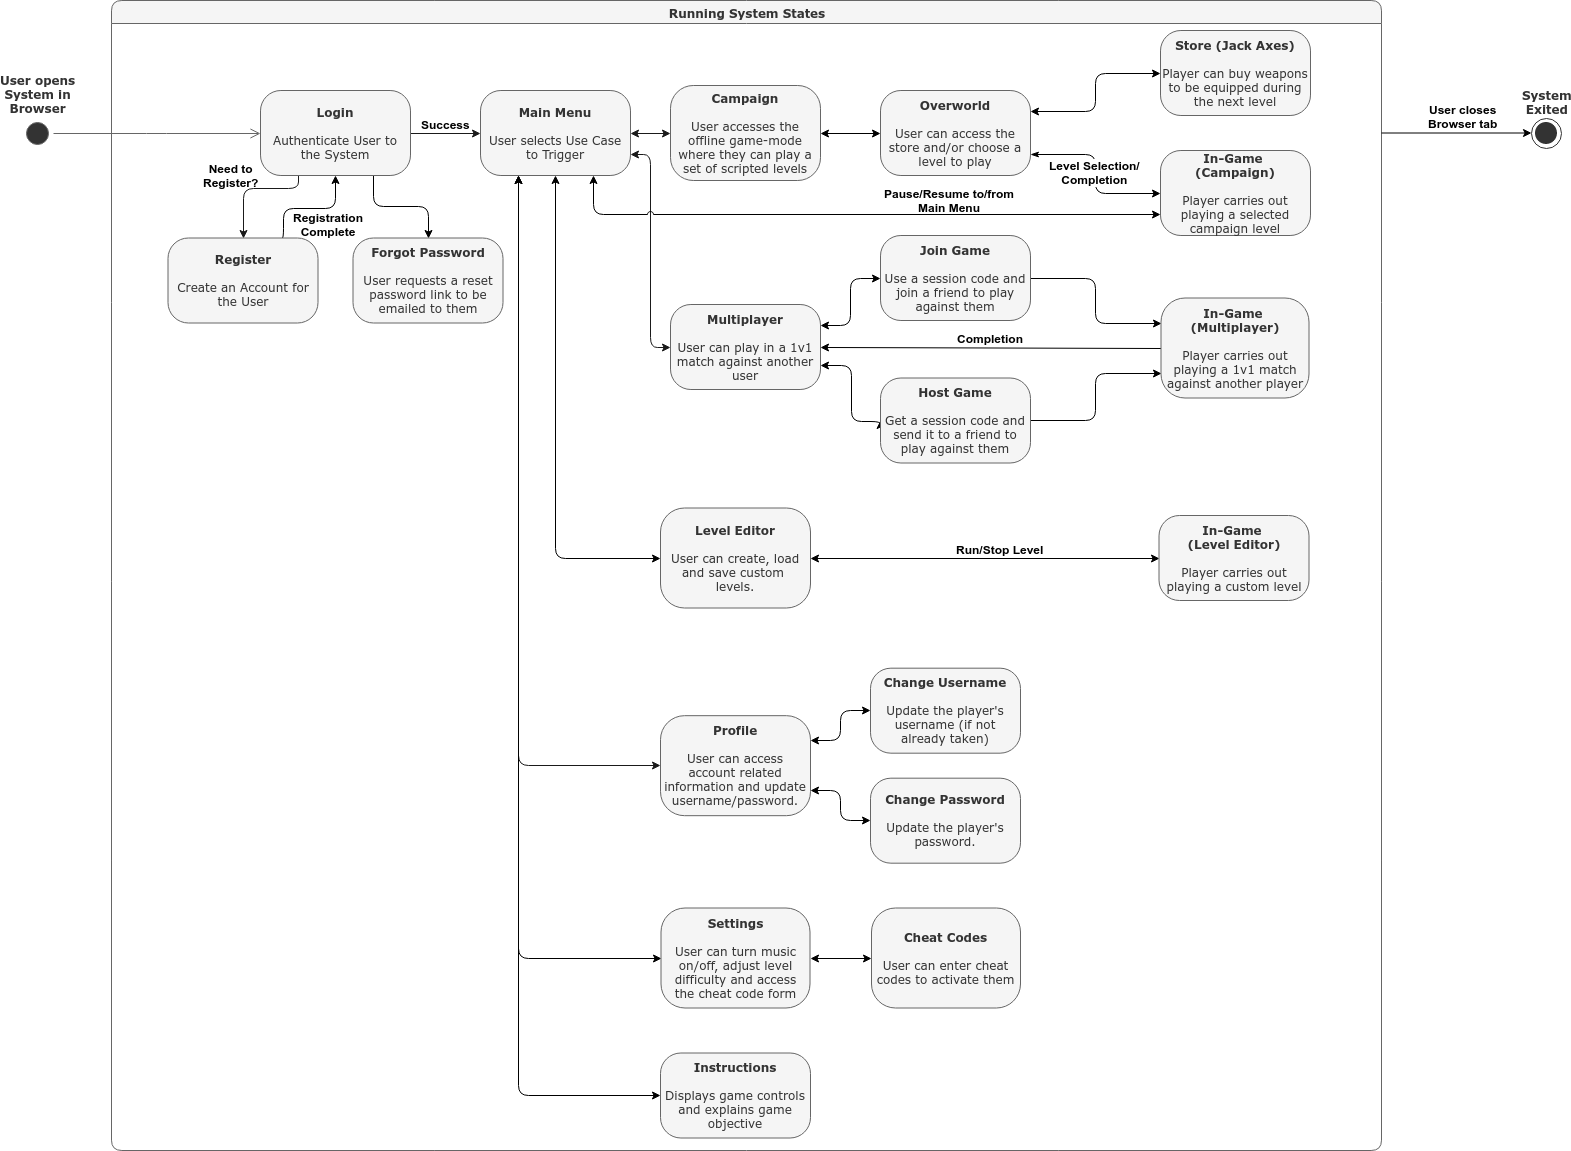 Running System States
User opens
System in
Browser
Login
Authenticate User to
the System
Success
Main Menu
User selects Use Case
to Trigger
Campaign
User accesses the
offline game-mode
where they can play a
set of scripted levels
Overworld
User can access the
store and/or choose a
level to play
Store (Jack Axes)
Player can buy weapons
to be equipped during
the next level
User closes
Browser tab
System
Exited
Need to
Register?
Registration
Complete
Register
Create an Account for
the User
Forgot Password
User requests a reset
password link to be
emailed to them
Level Selection/
Completion
Pause/Resume to/from
Main Menu
In-Game
(Campaign)
Player carries out
playing a selected
campaign level
Join Game
Use a session code and
join a friend to play
against them
Multiplayer
User can play in a 1v1
match against another
user
Completion
In-Game
(Multiplayer)
Player carries out
playing a 1v1 match
against another player
Host Game
Get a session code and
send it to a friend to
play against them
Level Editor
User can create, load
and save custom
levels.
Run/Stop Level
In-Game
(Level Editor)
Player carries out
playing a custom level
Profile
User can access
account related
information and update
username/password.
Change Username
Update the player's
username (if not
already taken)
Change Password
Update the player's
password.
Settings
User can turn music
on/off, adjust level
difficulty and access
the cheat code form
Cheat Codes
User can enter cheat
codes to activate them
Instructions
Displays game controls
and explains game
objective